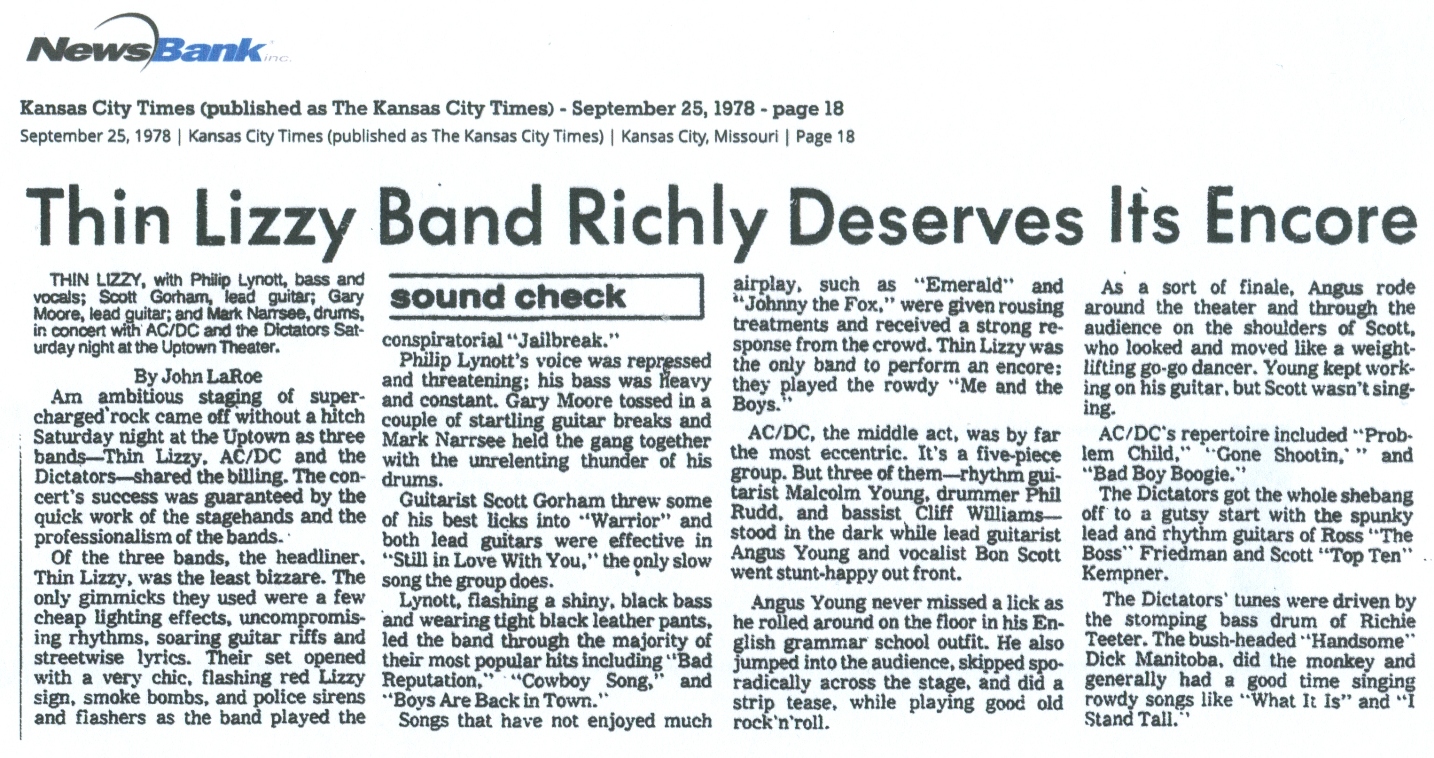 NewsBank inc.
Kansas City Times (published as The Kansas City Times) - September 25, 1978 - page 18
September 25, 1978 | Kansas City Times (published as The Kansas City Times) | Kansas City, Missouri | Page 18
Thin Lizzy Band Richly Deserves Its Encore
THIN LIZZY, with Philip Lynott, bass and
vocals; Scott Gorham, lead guitar; Gary
Moore, lead guitar; and Mark Narrsee, drums,
in concert with AC/DC and the Dictators Sat-
urday night at the Uptown Theater.
By John LaRoe
Am ambitious staging of super-
charged rock came off without a hitch
Saturday night at the Uptown as three
bands—Thin Lizzy, AC/DC and the
Dictators—shared the billing. The con-
cert's success was guaranteed by the
quick work of the stagehands and the
professionalism of the bands.
Of the three bands, the headliner,
Thin Lizzy, was the least bizzare. The
only gimmicks they used were a few
cheap lighting effects, uncompromis-
ing rhythms, soaring guitar riffs and
streetwise lyrics. Their set opened
with a very chic, flashing red Lizzy
sign, smoke bombs, and police sirens
and flashers as the band played the
sound check
conspiratorial "Jailbreak."
Philip Lynott's voice was repressed
and threatening; his bass was heavy
and constant. Gary Moore tossed in a
couple of startling guitar breaks and
Mark Narrsee held the gang together
with the unrelenting thunder of his
drums.
Guitarist Scott Gorham threw some
of his best licks into "Warrior" and
both lead guitars were effective in
"Still in Love With You," the only slow
song the group does.
Lynott, flashing a shiny, black bass
and wearing tight black leather pants,
led the band through the majority of
their most popular hits including "Bad
Reputation," "Cowboy Song," and
"Boys Are Back in Town."
Songs that have not enjoyed much
airplay, such as "Emerald" and
"Johnny the Fox," were given rousing
treatments and received a strong re-
sponse from the crowd. Thin Lizzy was
the only band to perform an encore;
they played the rowdy "Me and the
Boys."
AC/DC, the middle act, was by far
the most eccentric. It's a five-piece
group. But three of them—rhythm gui-
tarist Malcolm Young, drummer Phil
Rudd, and bassist Cliff Williams—
stood in the dark while lead guitarist
Angus Young and vocalist Bon Scott
went stunt-happy out front.
Angus Young never missed a lick as
he rolled around on the floor in his En-
glish grammar school outfit. He also
jumped into the audience, skipped spo-
radically across the stage, and did a
strip tease, while playing good old
rock'n'roll.
As a sort of finale, Angus rode
around the theater and through the
audience on the shoulders of Scott,
who looked and moved like a weight-
lifting go-go dancer. Young kept work-
ing on his guitar, but Scott wasn't sing-
ing.
AC/DC's repertoire included "Prob-
lem Child," "Gone Shootin,' " and
"Bad Boy Boogie."
The Dictators got the whole shebang
off to a gutsy start with the spunky
lead and rhythm guitars of Ross "The
Boss" Friedman and Scott "Top Ten"
Kempner.
The Dictators' tunes were driven by
the stomping bass drum of Richie
Teeter. The bush-headed "Handsome"
Dick Manitoba, did the monkey and
generally had a good time singing
rowdy songs like "What It Is" and "I
Stand Tall."